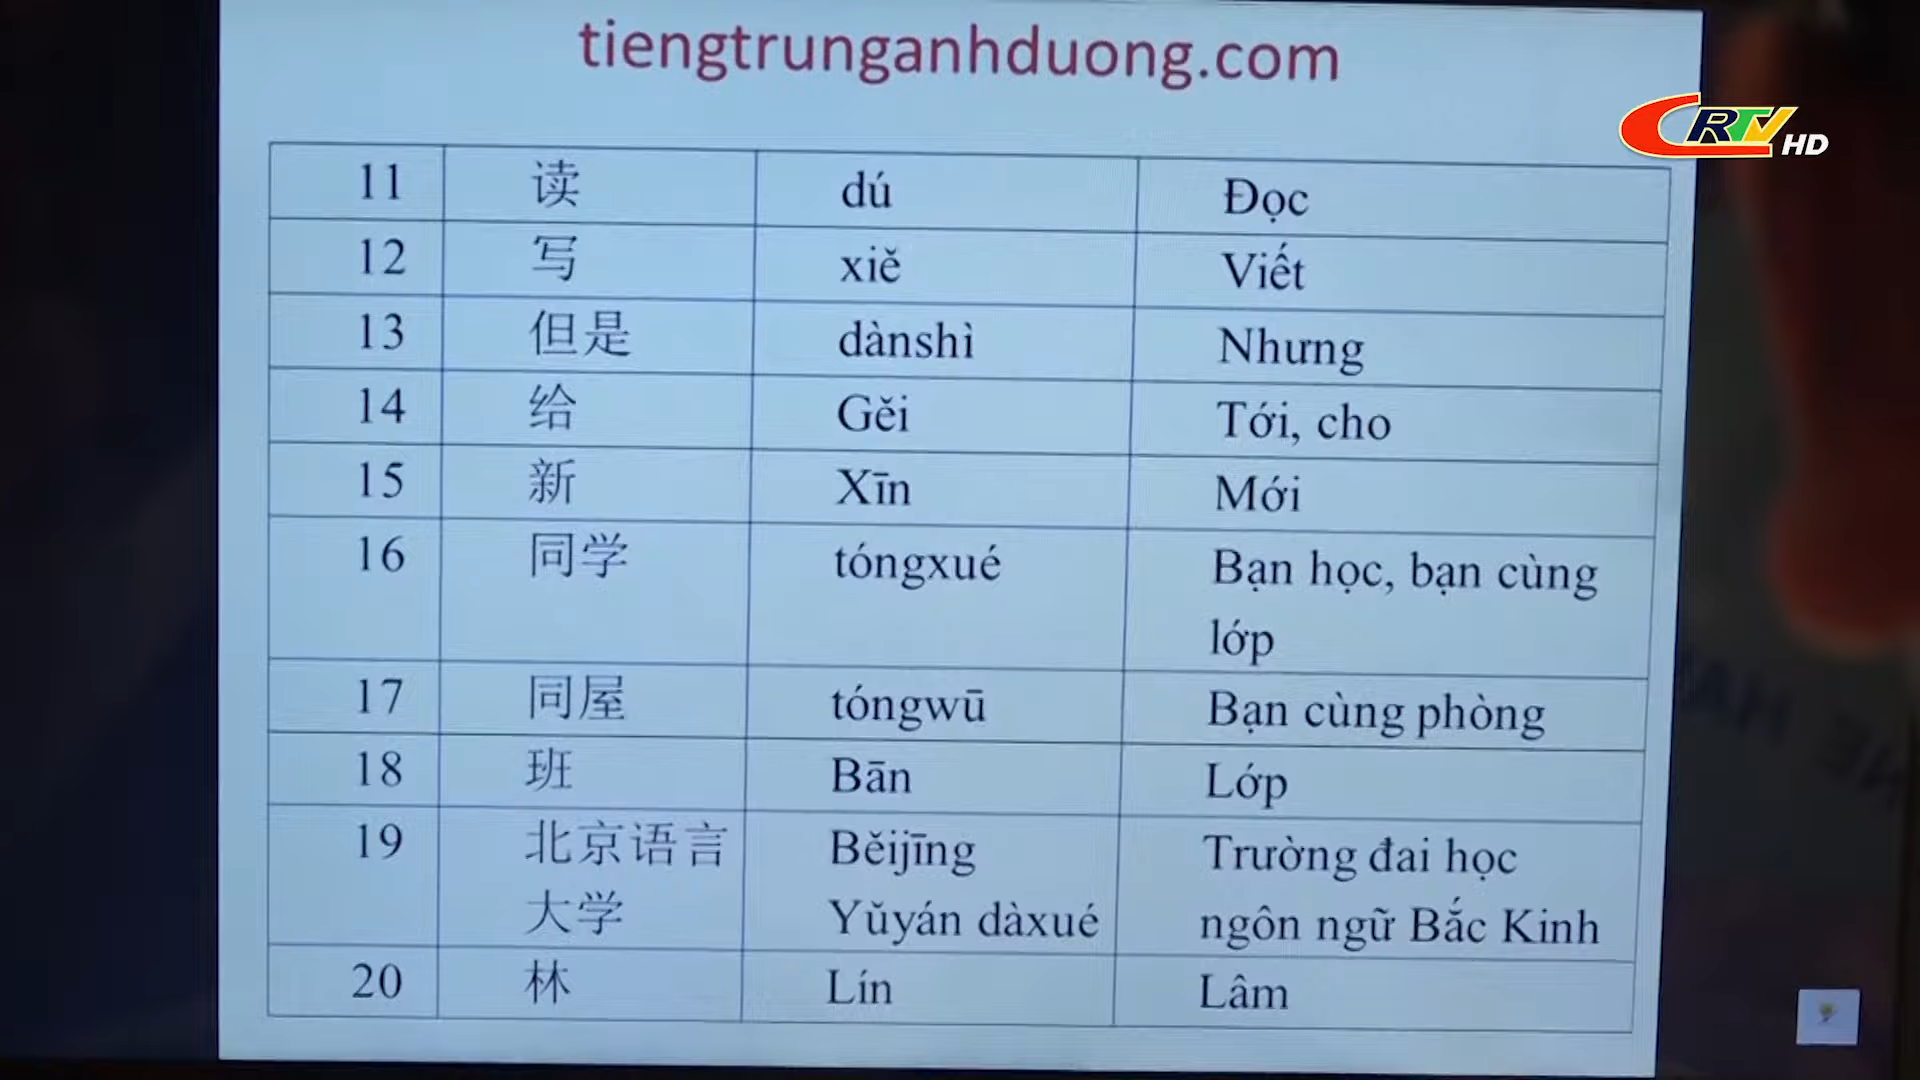 tiengtrunganhduong.com
CRTV HD
11 读 dú Đọc
12 写 xiě Viết
13 但是 dànshì Nhưng
14 给 Gěi Tới, cho
15 新 Xīn Mới
16 同学 tóngxué Bạn học, bạn cùng
lớp
17 同屋 tóngwū Bạn cùng phòng
18 班 Bān Lớp
19 北京语言 Běijīng Trường đai học
大学 Yǔyán dàxué ngôn ngữ Bắc Kinh
20 林 Lín Lâm